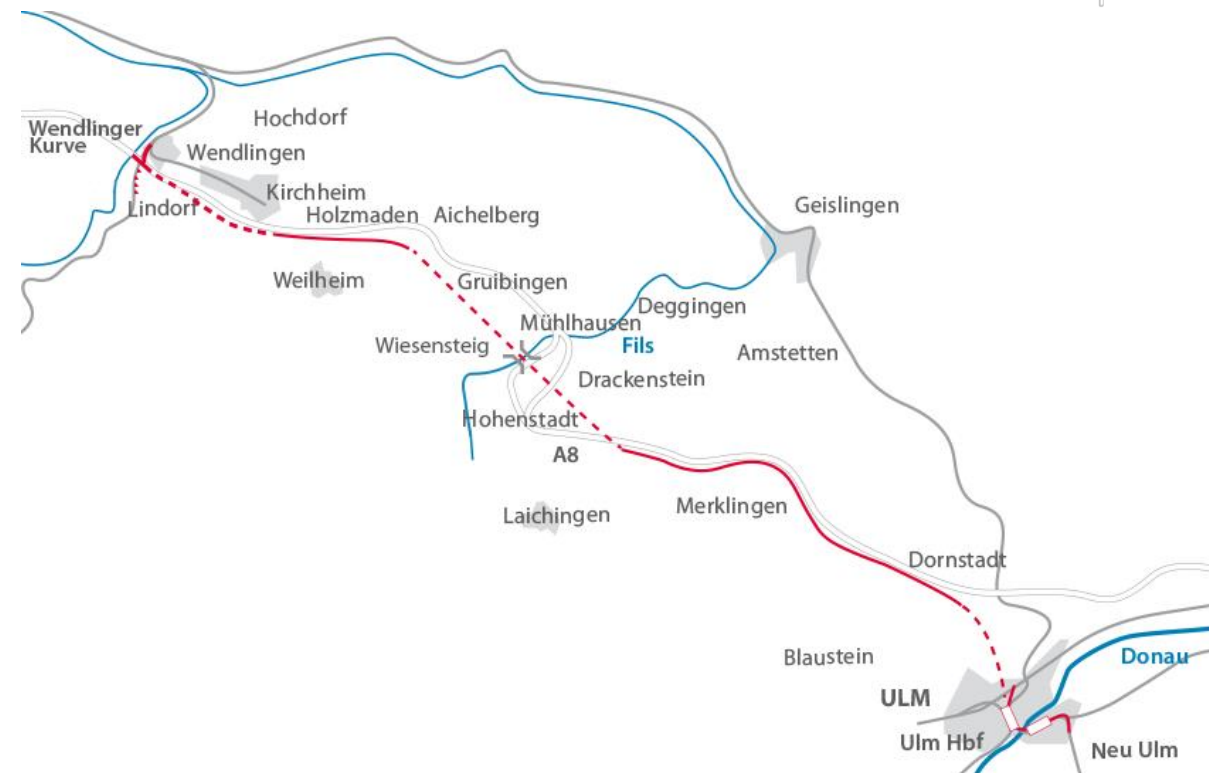 Hochdorf
Wendlinger
Kurve
Wendlingen
Kirchheim
Lindorf
Holzmaden
Aichelberg
Geislingen
Weilheim
Gruibingen
Deggingen
Mühlhausen
Wiesensteig
Fils
Amstetten
Drackenstein
Hohenstadt
A8
Laichingen
Merklingen
Dornstadt
Blaustein
Donau
ULM
Ulm Hbf
Neu Ulm